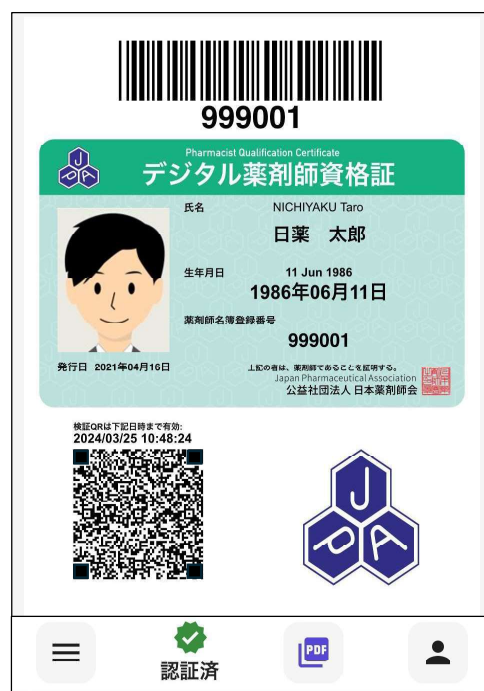 999001
Pharmacist Qualification Certificate
JPA
デジタル薬剤師資格証
氏名 NICHIYAKU Taro
日薬 太郎
生年月日 11 Jun 1986
1986年06月11日
薬剤師名簿登録番号
999001
発行日 2021年04月16日
上記の者は、薬剤師であることを証明する。
Japan Pharmaceutical Association
公益社団法人 日本薬剤師会
検証QRは下記日時まで有効:
2024/03/25 10:48:24
JPA
認証済
PDF